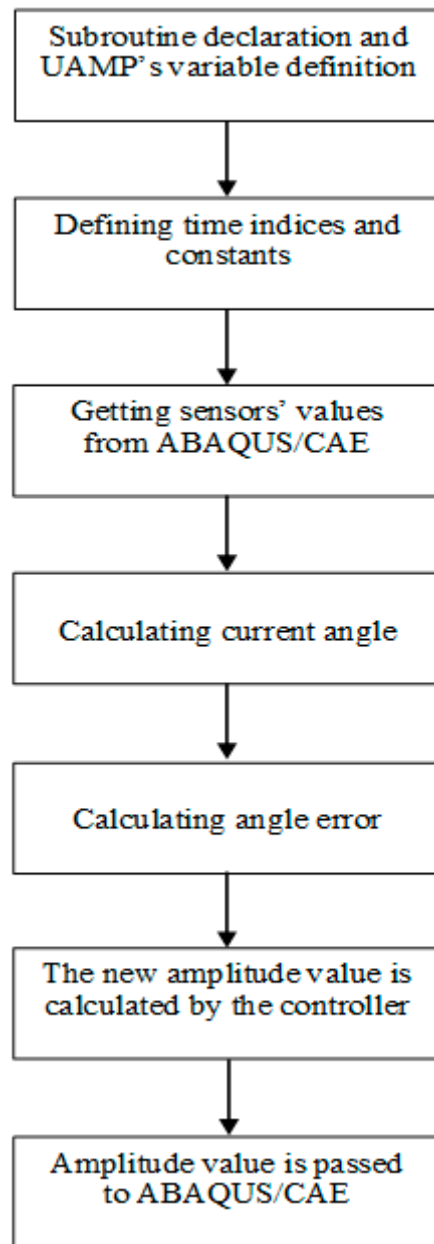 Subroutine declaration and
UAMP’s variable definition
Defining time indices and
constants
Getting sensors’ values
from ABAQUS/CAE
Calculating current angle
Calculating angle error
The new amplitude value is
calculated by the controller
Amplitude value is passed
to ABAQUS/CAE